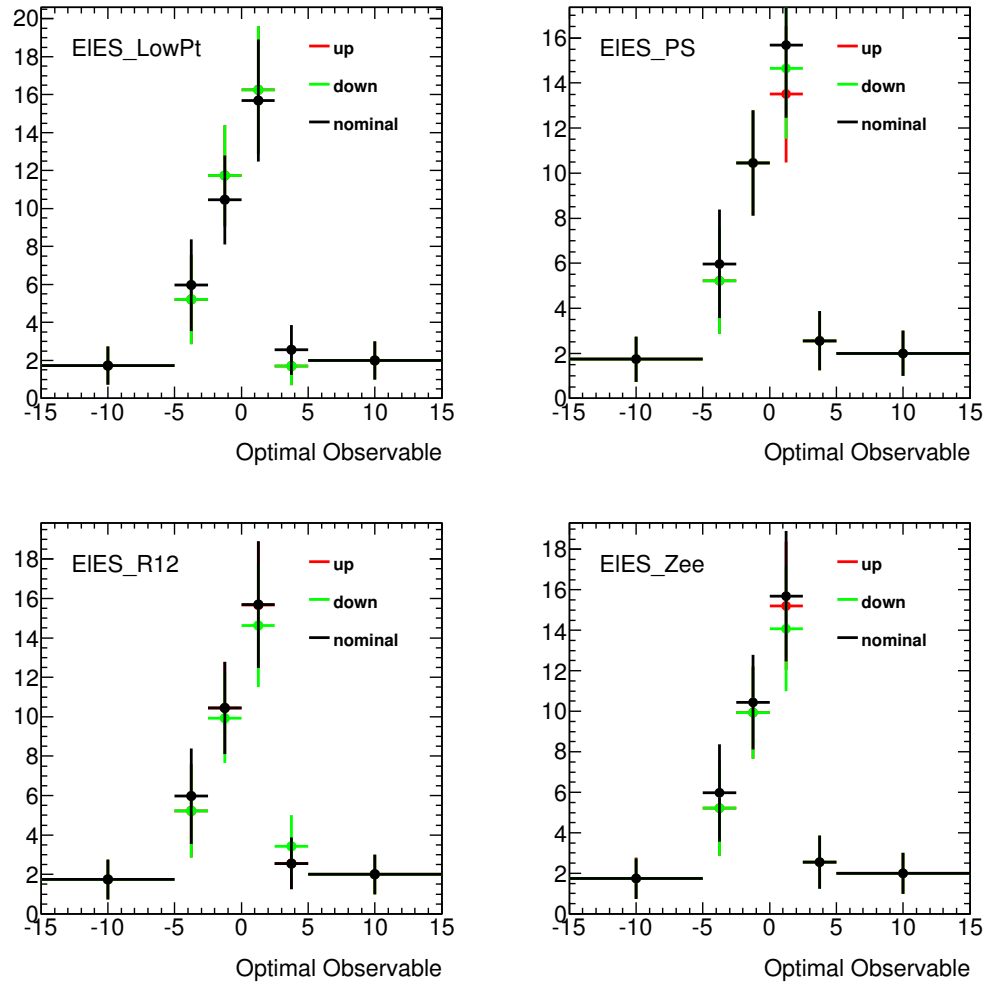 ElES_LowPt
up
down
nominal
20
18
16
14
12
10
8
6
4
2
0
-15 -10 -5 0 5 10 15
Optimal Observable
ElES_PS
up
down
nominal
16
14
12
10
8
6
4
2
0
-15 -10 -5 0 5 10 15
Optimal Observable
ElES_R12
up
down
nominal
18
16
14
12
10
8
6
4
2
0
-15 -10 -5 0 5 10 15
Optimal Observable
ElES_Zee
up
down
nominal
18
16
14
12
10
8
6
4
2
0
-15 -10 -5 0 5 10 15
Optimal Observable